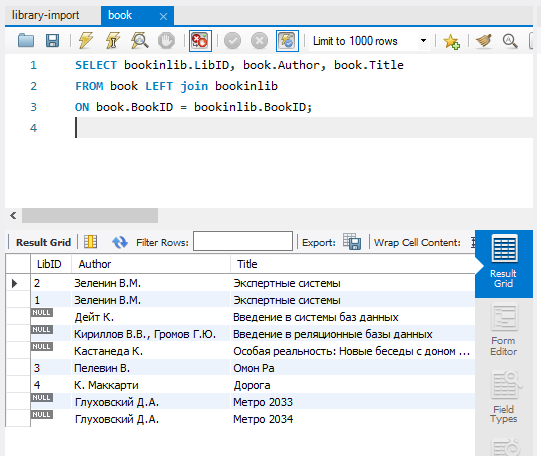 library-import book ×
Limit to 1000 rows
1 SELECT bookinlib.LibID, book.Author, book.Title
2 FROM book LEFT join bookinlib
3 ON book.BookID = bookinlib.BookID;
4
Result Grid Filter Rows: Export: Wrap Cell Content:
LibID Author Title
2 Зеленин В.М. Экспертные системы
1 Зеленин В.М. Экспертные системы
NULL Дейт К. Введение в системы баз данных
NULL Кириллов В.В., Громов Г.Ю. Введение в реляционные базы данных
NULL Кастанеда К. Особая реальность: Новые беседы с доном ...
3 Пелевин В. Омон Ра
4 К. Маккарти Дорога
NULL Глуховский Д.А. Метро 2033
NULL Глуховский Д.А. Метро 2034
Result
Grid
Form
Editor
Field
Types